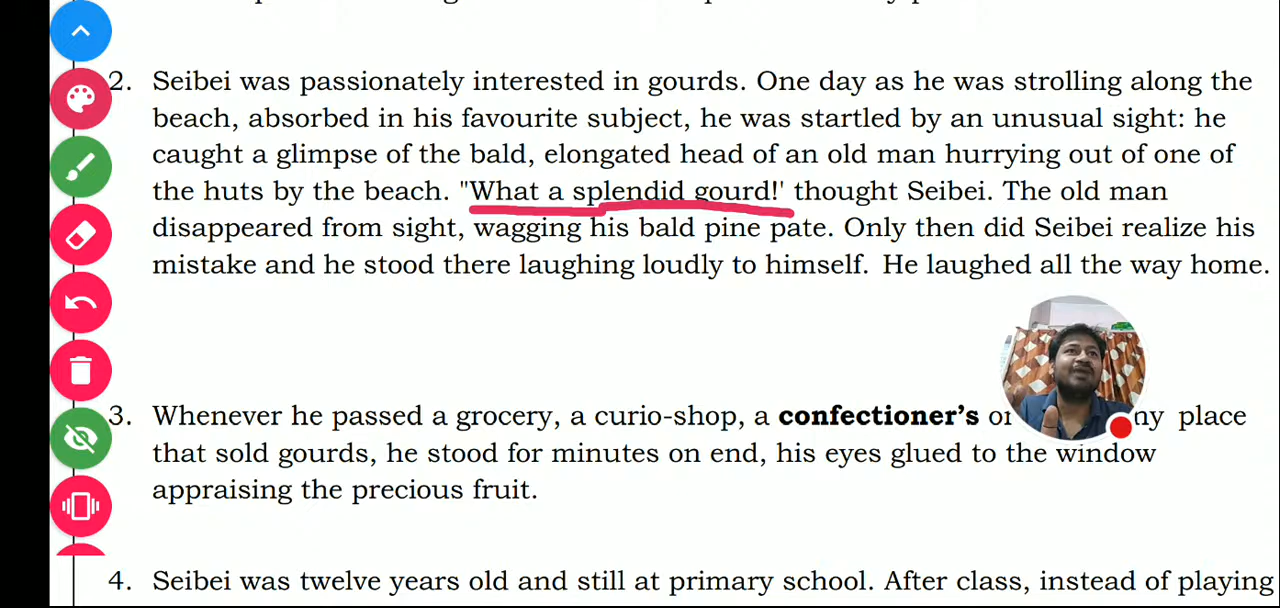 2. Seibei was passionately interested in gourds. One day as he was strolling along the
beach, absorbed in his favourite subject, he was startled by an unusual sight: he
caught a glimpse of the bald, elongated head of an old man hurrying out of one of
the huts by the beach. "What a splendid gourd!' thought Seibei. The old man
disappeared from sight, wagging his bald pine pate. Only then did Seibei realize his
mistake and he stood there laughing loudly to himself. He laughed all the way home.
3. Whenever he passed a grocery, a curio-shop, a confectioner's or place
that sold gourds, he stood for minutes on end, his eyes glued to the window
appraising the precious fruit.
4. Seibei was twelve years old and still at primary school. After class, instead of playing